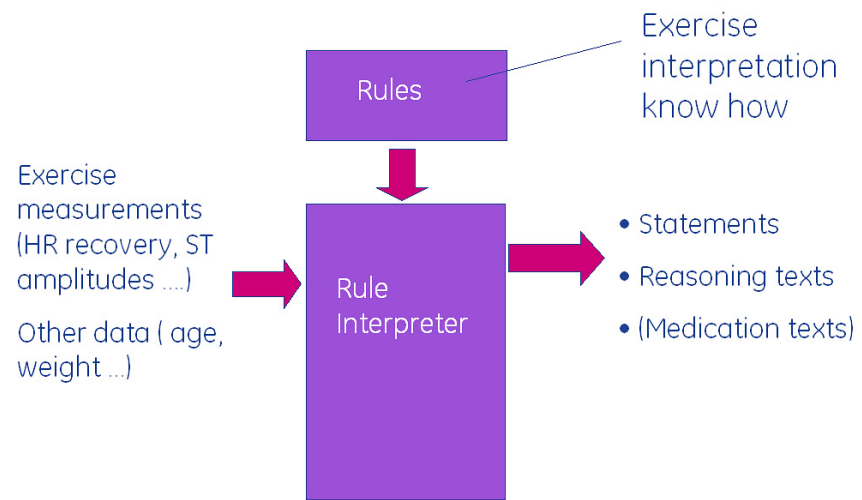 Exercise
interpretation
know how
Rules
Exercise
measurements
(HR recovery, ST
amplitudes ....)
Other data ( age,
weight ...)
Rule
Interpreter
• Statements
• Reasoning texts
• (Medication texts)